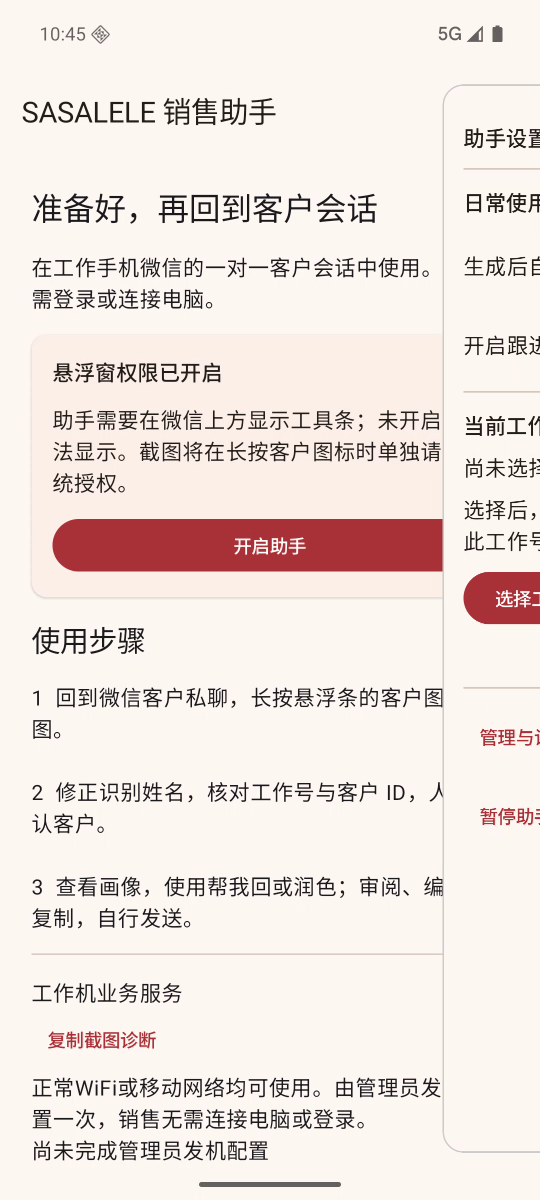 10:45
5G
SASALELE 销售助手
准备好，再回到客户会话
在工作手机微信的一对一客户会话中使用。
需登录或连接电脑。
悬浮窗权限已开启
助手需要在微信上方显示工具条；未开启
法显示。截图将在长按客户图标时单独请
统授权。
开启助手
使用步骤
1 回到微信客户私聊，长按悬浮条的客户图
图。
2 修正识别姓名，核对工作号与客户 ID，人
认客户。
3 查看画像，使用帮我回或润色；审阅、编
复制，自行发送。
工作机业务服务
复制截图诊断
正常WiFi或移动网络均可使用。由管理员发
置一次，销售无需连接电脑或登录。
尚未完成管理员发机配置
助手设置
日常使用
生成后自
开启跟进
当前工作
尚未选择
选择后，
此工作号
选择工
管理与
暂停助手